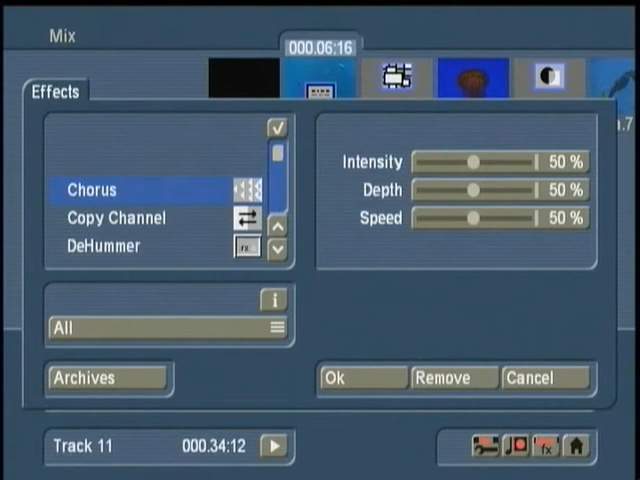 Mix
000.06:16
Effects
Chorus
Copy Channel
DeHummer
Intensity 50 %
Depth 50 %
Speed 50 %
i
All
Archives
Ok
Remove
Cancel
Track 11 000.34:12
fx